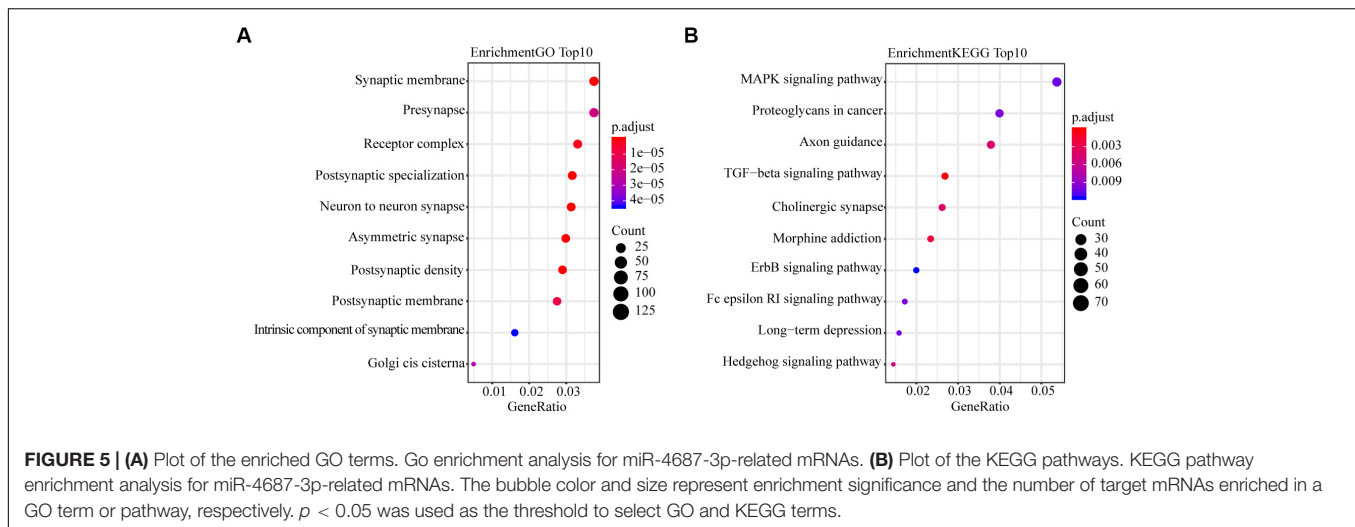 A
EnrichmentGO Top10
Synaptic membrane
Presynapse
Receptor complex
Postsynaptic specialization
Neuron to neuron synapse
Asymmetric synapse
Postsynaptic density
Postsynaptic membrane
Intrinsic component of synaptic membrane
Golgi cis cisterna
0.01 0.02 0.03
GeneRatio
p.adjust
1e−05
2e−05
3e−05
4e−05
Count
25
50
75
100
125
B
EnrichmentKEGG Top10
MAPK signaling pathway
Proteoglycans in cancer
Axon guidance
TGF-beta signaling pathway
Cholinergic synapse
Morphine addiction
ErbB signaling pathway
Fc epsilon RI signaling pathway
Long−term depression
Hedgehog signaling pathway
0.02 0.03 0.04 0.05
GeneRatio
p.adjust
0.003
0.006
0.009
Count
30
40
50
60
70
FIGURE 5 | (A) Plot of the enriched GO terms. Go enrichment analysis for miR-4687-3p-related mRNAs. (B) Plot of the KEGG pathways. KEGG pathway
enrichment analysis for miR-4687-3p-related mRNAs. The bubble color and size represent enrichment significance and the number of target mRNAs enriched in a
GO term or pathway, respectively. p < 0.05 was used as the threshold to select GO and KEGG terms.